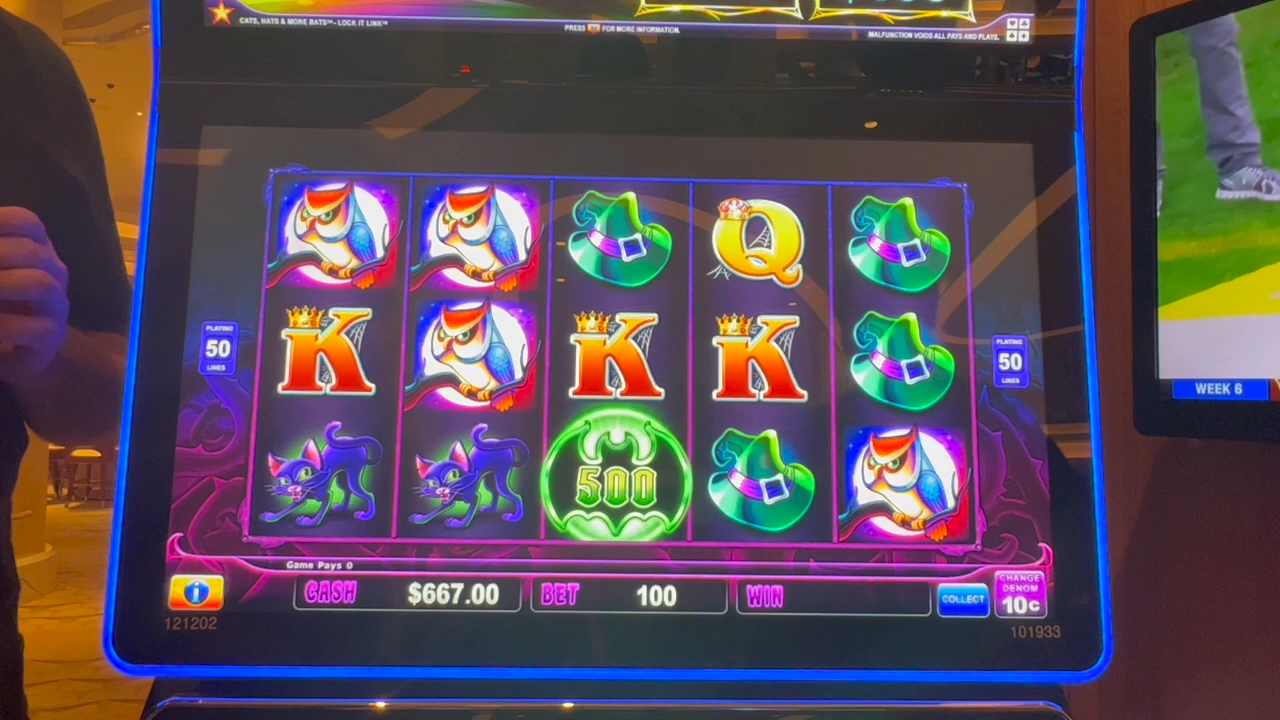 CATS, HATS & MORE BATS™ - LOCK IT LINK™
PRESS FOR MORE INFORMATION.
MALFUNCTION VOIDS ALL PAYS AND PLAYS.
Q
PLAYING
50
LINES
K
K
K
PLAYING
50
LINES
WEEK 6
500
Game Pays 0
i
CASH $667.00
BET 100
WIN
COLLECT
CHANGE
DENOM
10¢
121202
101933